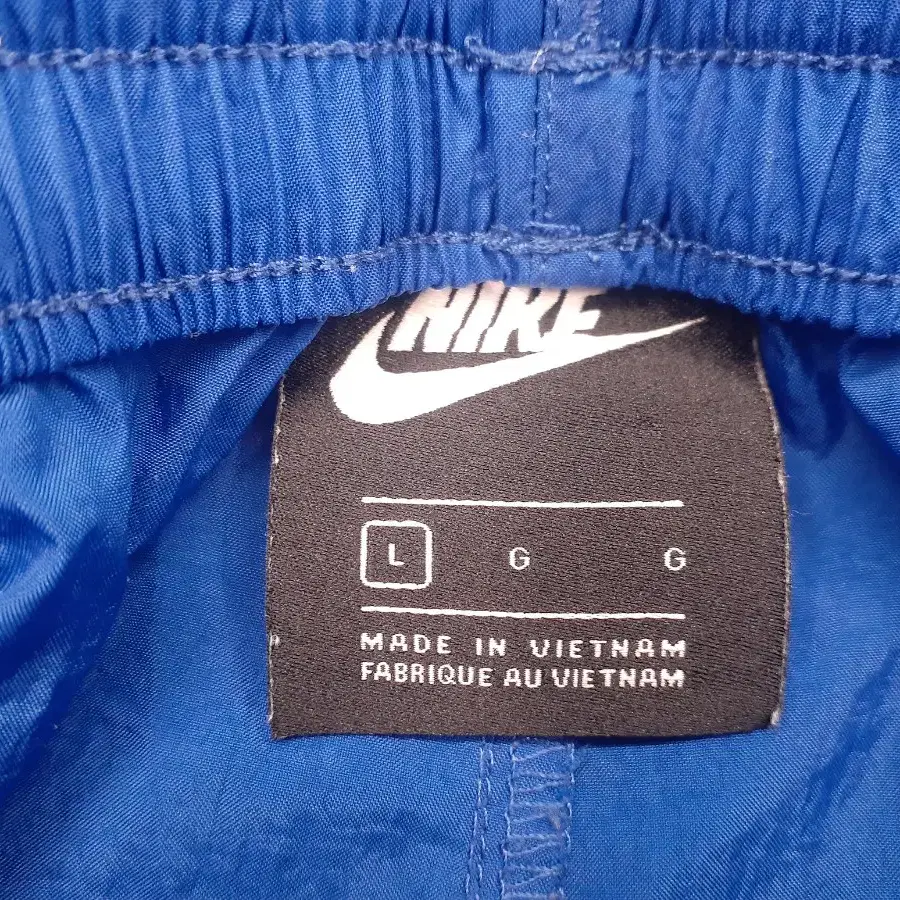 NIKE
L G G
MADE IN VIETNAM
FABRIQUE AU VIETNAM